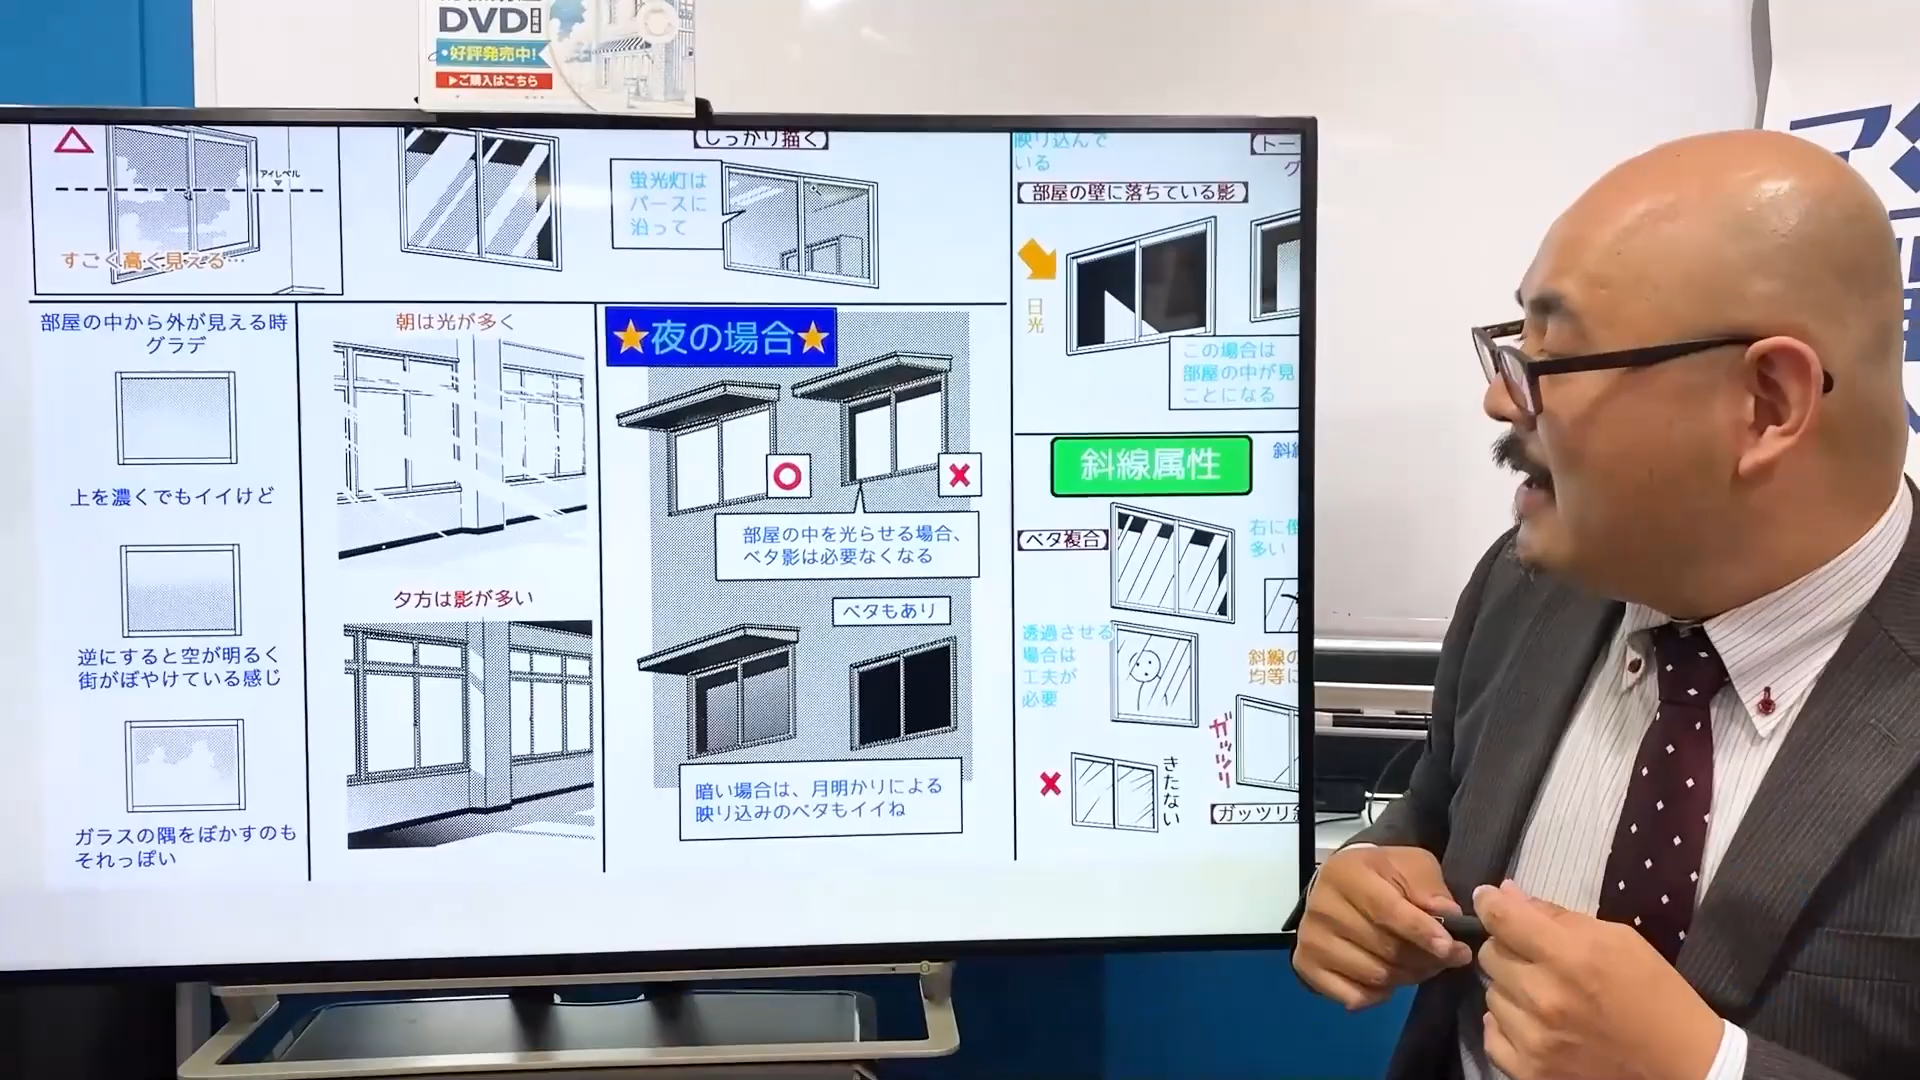 DVD
好評発売中!
▶ご購入はこちら
アイレベル
すごく高く見える…
しっかり描く
蛍光灯は
パースに
沿って
映り込んで
いる
部屋の壁に落ちている影
日光
この場合は
部屋の中が見
ことになる
部屋の中から外が見える時
グラデ
上を濃くでもイイけど
逆にすると空が明るく
街がぼやけている感じ
ガラスの隅をぼかすのも
それっぽい
朝は光が多く
夕方は影が多い
★夜の場合★
部屋の中を光らせる場合、
ベタ影は必要なくなる
ベタもあり
暗い場合は、月明かりによる
映り込みのベタもイイね
斜線属性
ベタ複合
右に倒
多い
透過させる
場合は
工夫が
必要
斜線の
均等に
ガッツリ
きたない
ガッツリ斜